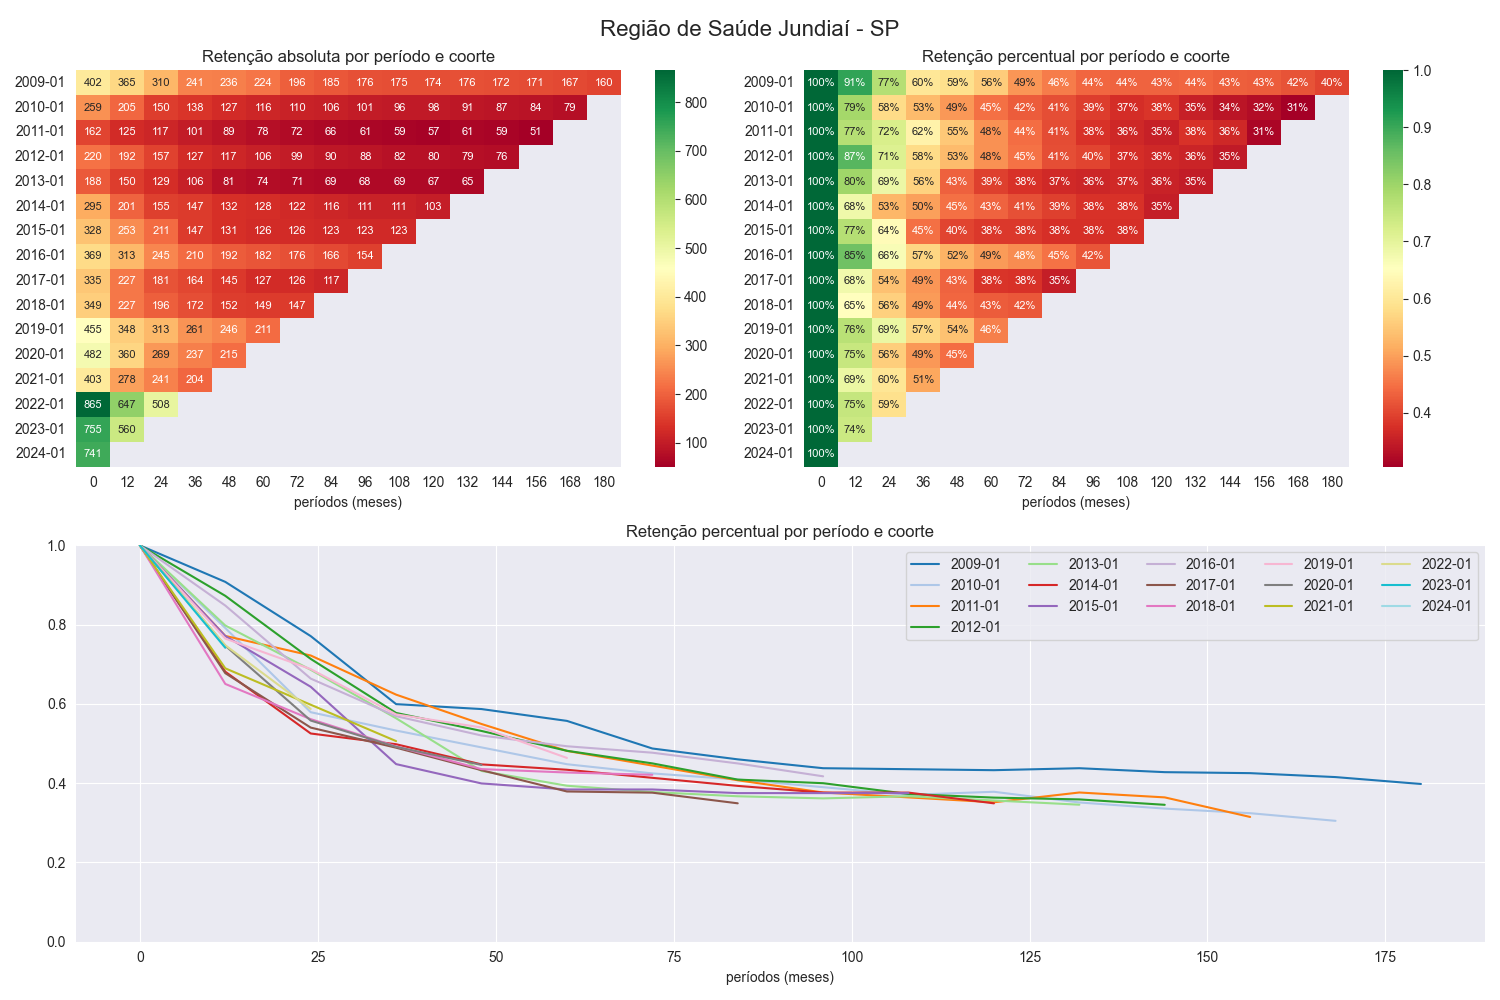 Região de Saúde Jundiaí - SP
Retenção absoluta por período e coorte
2009-01 402 365 310 241 236 224 196 185 176 175 174 176 172 171 167 160
2010-01 259 205 150 138 127 116 110 106 101 96 98 91 87 84 79
2011-01 162 125 117 101 89 78 72 66 61 59 57 61 59 51
2012-01 220 192 157 127 117 106 99 90 88 82 80 79 76
2013-01 188 150 129 106 81 74 71 69 68 69 67 65
2014-01 295 201 155 147 132 128 122 116 111 111 103
2015-01 328 253 211 147 131 126 126 123 123 123
2016-01 369 313 245 210 192 182 176 166 154
2017-01 335 227 181 164 145 127 126 117
2018-01 349 227 196 172 152 149 147
2019-01 455 348 313 261 246 211
2020-01 482 360 269 237 215
2021-01 403 278 241 204
2022-01 865 647 508
2023-01 755 560
2024-01 741
0 12 24 36 48 60 72 84 96 108 120 132 144 156 168 180
períodos (meses)
800
700
600
500
400
300
200
100
Retenção percentual por período e coorte
2009-01 100% 91% 77% 60% 59% 56% 49% 46% 44% 44% 43% 44% 43% 43% 42% 40%
2010-01 100% 79% 58% 53% 49% 45% 42% 41% 39% 37% 38% 35% 34% 32% 31%
2011-01 100% 77% 72% 62% 55% 48% 44% 41% 38% 36% 35% 38% 36% 31%
2012-01 100% 87% 71% 58% 53% 48% 45% 41% 40% 37% 36% 36% 35%
2013-01 100% 80% 69% 56% 43% 39% 38% 37% 36% 37% 36% 35%
2014-01 100% 68% 53% 50% 45% 43% 41% 39% 38% 38% 35%
2015-01 100% 77% 64% 45% 40% 38% 38% 38% 38% 38%
2016-01 100% 85% 66% 57% 52% 49% 48% 45% 42%
2017-01 100% 68% 54% 49% 43% 38% 38% 35%
2018-01 100% 65% 56% 49% 44% 43% 42%
2019-01 100% 76% 69% 57% 54% 46%
2020-01 100% 75% 56% 49% 45%
2021-01 100% 69% 60% 51%
2022-01 100% 75% 59%
2023-01 100% 74%
2024-01 100%
0 12 24 36 48 60 72 84 96 108 120 132 144 156 168 180
períodos (meses)
1.0
0.9
0.8
0.7
0.6
0.5
0.4
Retenção percentual por período e coorte
1.0
0.8
0.6
0.4
0.2
0.0
2009-01 2013-01 2016-01 2019-01 2022-01
2010-01 2014-01 2017-01 2020-01 2023-01
2011-01 2015-01 2018-01 2021-01 2024-01
2012-01
0 25 50 75 100 125 150 175
períodos (meses)